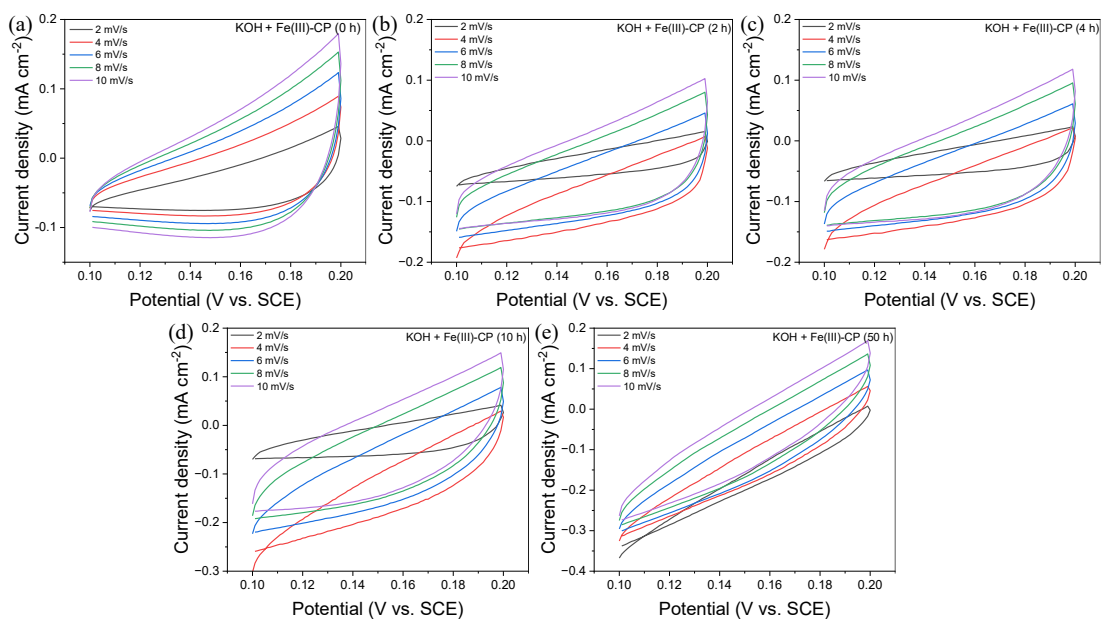 (a)
KOH + Fe(III)-CP (0 h)
2 mV/s
4 mV/s
6 mV/s
8 mV/s
10 mV/s
0.2
0.1
0.0
−0.1
Current density (mA cm-2)
0.10 0.12 0.14 0.16 0.18 0.20
Potential (V vs. SCE)
(b)
KOH + Fe(III)-CP (2 h)
2 mV/s
4 mV/s
6 mV/s
8 mV/s
10 mV/s
0.2
0.1
0.0
−0.1
−0.2
Current density (mA cm-2)
0.10 0.12 0.14 0.16 0.18 0.20
Potential (V vs. SCE)
(c)
KOH + Fe(III)-CP (4 h)
2 mV/s
4 mV/s
6 mV/s
8 mV/s
10 mV/s
0.2
0.1
0.0
−0.1
−0.2
Current density (mA cm-2)
0.10 0.12 0.14 0.16 0.18 0.20
Potential (V vs. SCE)
(d)
KOH + Fe(III)-CP (10 h)
2 mV/s
4 mV/s
6 mV/s
8 mV/s
10 mV/s
0.2
0.1
0.0
−0.1
−0.2
−0.3
Current density (mA cm-2)
0.10 0.12 0.14 0.16 0.18 0.20
Potential (V vs. SCE)
(e)
KOH + Fe(III)-CP (50 h)
2 mV/s
4 mV/s
6 mV/s
8 mV/s
10 mV/s
0.2
0.1
0.0
−0.1
−0.2
−0.3
−0.4
Current density (mA cm-2)
0.10 0.12 0.14 0.16 0.18 0.20
Potential (V vs. SCE)